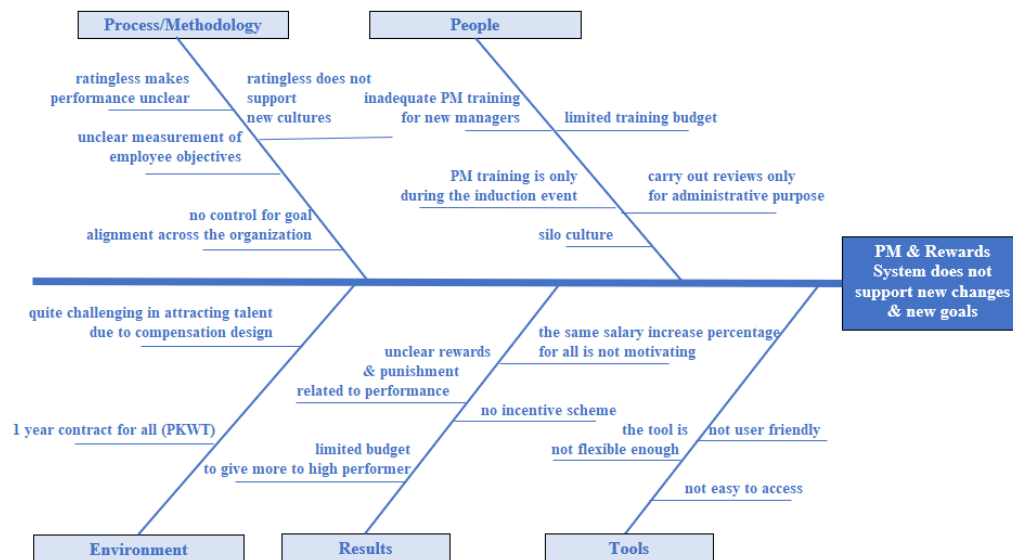 Process/Methodology
People
ratingless makes
performance unclear
ratingless does not
support
new cultures
inadequate PM training
for new managers
limited training budget
unclear measurement of
employee objectives
PM training is only
during the induction event
carry out reviews only
for administrative purpose
no control for goal
alignment across the organization
silo culture
PM & Rewards
System does not
support new changes
& new goals
quite challenging in attracting talent
due to compensation design
the same salary increase percentage
for all is not motivating
unclear rewards
& punishment
related to performance
1 year contract for all (PKWT)
no incentive scheme
the tool is
not flexible enough
not user friendly
limited budget
to give more to high performer
not easy to access
Environment
Results
Tools